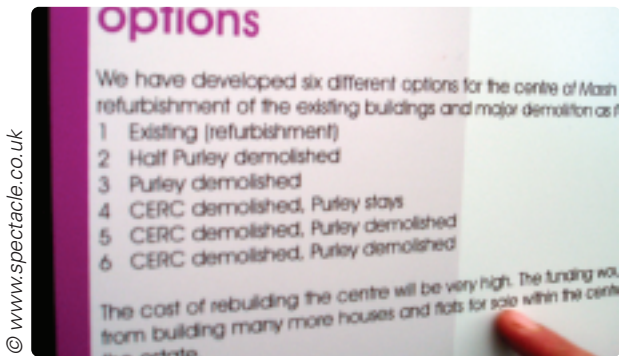 options
We have developed six different options for the centre of Marsh
refurbishment of the existing buildings and major demolition as
1 Existing (refurbishment)
2 Half Purley demolished
3 Purley demolished
4 CERC demolished, Purley stays
5 CERC demolished, Purley demolished
6 CERC demolished, Purley demolished
The cost of rebuilding the centre will be very high. The funding
from building many more houses and flats for sale within the
the estate
© www.spectacle.co.uk